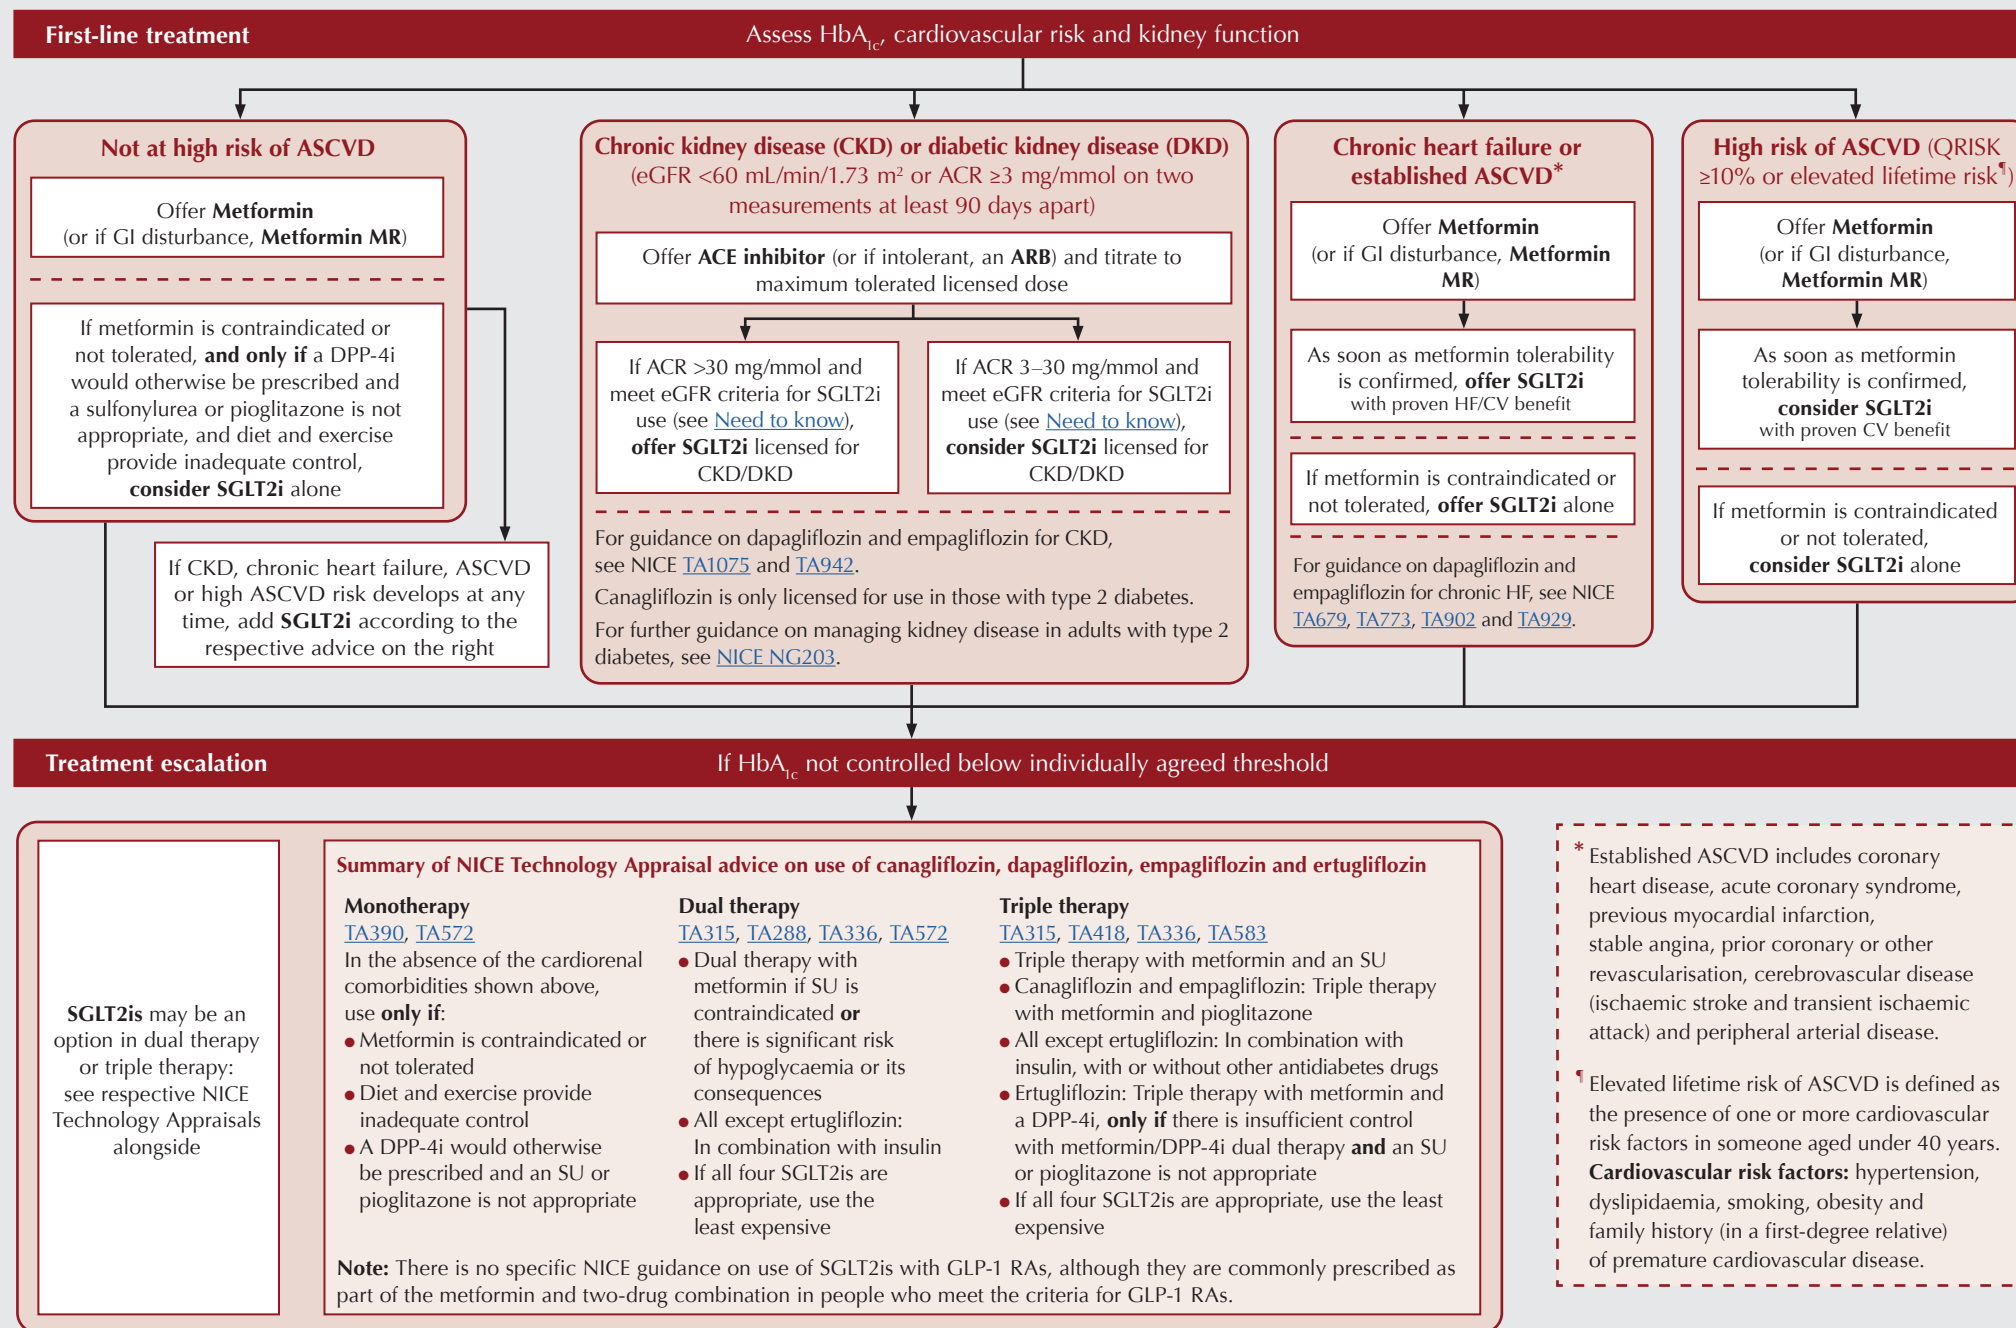 First-line treatment
Assess HbA1c, cardiovascular risk and kidney function
Not at high risk of ASCVD
Offer Metformin
(or if GI disturbance, Metformin MR)
If metformin is contraindicated or
not tolerated, and only if a DPP-4i
would otherwise be prescribed and
a sulfonylurea or pioglitazone is not
appropriate, and diet and exercise
provide inadequate control,
consider SGLT2i alone
If CKD, chronic heart failure, ASCVD
or high ASCVD risk develops at any
time, add SGLT2i according to the
respective advice on the right
Chronic kidney disease (CKD) or diabetic kidney disease (DKD)
(eGFR <60 mL/min/1.73 m² or ACR ≥3 mg/mmol on two
measurements at least 90 days apart)
Offer ACE inhibitor (or if intolerant, an ARB) and titrate to
maximum tolerated licensed dose
If ACR >30 mg/mmol and
meet eGFR criteria for SGLT2i
use (see Need to know),
offer SGLT2i licensed for
CKD/DKD
If ACR 3–30 mg/mmol and
meet eGFR criteria for SGLT2i
use (see Need to know),
consider SGLT2i licensed for
CKD/DKD
For guidance on dapagliflozin and empagliflozin for CKD,
see NICE TA1075 and TA942.
Canagliflozin is only licensed for use in those with type 2 diabetes.
For further guidance on managing kidney disease in adults with type 2
diabetes, see NICE NG203.
Chronic heart failure or
established ASCVD*
Offer Metformin
(or if GI disturbance, Metformin
MR)
As soon as metformin tolerability
is confirmed, offer SGLT2i
with proven HF/CV benefit
If metformin is contraindicated or
not tolerated, offer SGLT2i alone
For guidance on dapagliflozin and
empagliflozin for chronic HF, see NICE
TA679, TA773, TA902 and TA929.
High risk of ASCVD (QRISK
≥10% or elevated lifetime risk¶)
Offer Metformin
(or if GI disturbance,
Metformin MR)
As soon as metformin
tolerability is confirmed,
consider SGLT2i
with proven CV benefit
If metformin is contraindicated
or not tolerated,
consider SGLT2i alone
Treatment escalation
If HbA1c not controlled below individually agreed threshold
SGLT2is may be an
option in dual therapy
or triple therapy:
see respective NICE
Technology Appraisals
alongside
Summary of NICE Technology Appraisal advice on use of canagliflozin, dapagliflozin, empagliflozin and ertugliflozin
Monotherapy
TA390, TA572
In the absence of the cardiorenal
comorbidities shown above,
use only if:
• Metformin is contraindicated or
not tolerated
• Diet and exercise provide
inadequate control
• A DPP-4i would otherwise
be prescribed and an SU or
pioglitazone is not appropriate
Dual therapy
TA315, TA288, TA336, TA572
• Dual therapy with
metformin if SU is
contraindicated or
there is significant risk
of hypoglycaemia or its
consequences
• All except ertugliflozin:
In combination with insulin
• If all four SGLT2is are
appropriate, use the
least expensive
Triple therapy
TA315, TA418, TA336, TA583
• Triple therapy with metformin and an SU
• Canagliflozin and empagliflozin: Triple therapy
with metformin and pioglitazone
• All except ertugliflozin: In combination with
insulin, with or without other antidiabetes drugs
• Ertugliflozin: Triple therapy with metformin and
a DPP-4i, only if there is insufficient control
with metformin/DPP-4i dual therapy and an SU
or pioglitazone is not appropriate
• If all four SGLT2is are appropriate, use the least
expensive
Note: There is no specific NICE guidance on use of SGLT2is with GLP-1 RAs, although they are commonly prescribed as
part of the metformin and two-drug combination in people who meet the criteria for GLP-1 RAs.
* Established ASCVD includes coronary
heart disease, acute coronary syndrome,
previous myocardial infarction,
stable angina, prior coronary or other
revascularisation, cerebrovascular disease
(ischaemic stroke and transient ischaemic
attack) and peripheral arterial disease.
¶ Elevated lifetime risk of ASCVD is defined as
the presence of one or more cardiovascular
risk factors in someone aged under 40 years.
Cardiovascular risk factors: hypertension,
dyslipidaemia, smoking, obesity and
family history (in a first-degree relative)
of premature cardiovascular disease.